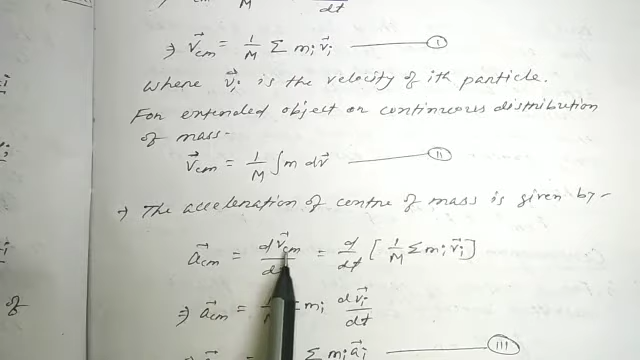 M dt
⇒ v⃗cm = 1/M Σ mi v⃗i —— (I)
where v⃗i is the velocity of ith particle.
For extended object or continuous distribution
of mass.
v⃗cm = 1/M ∫ m dv⃗ —— (II)
→ The acceleration of centre of mass is given by-
a⃗cm = dv⃗cm/dt = d/dt [ 1/M Σ mi v⃗i ]
⇒ a⃗cm = mi dv⃗i/dt
Σ mi a⃗i —— (III)
of